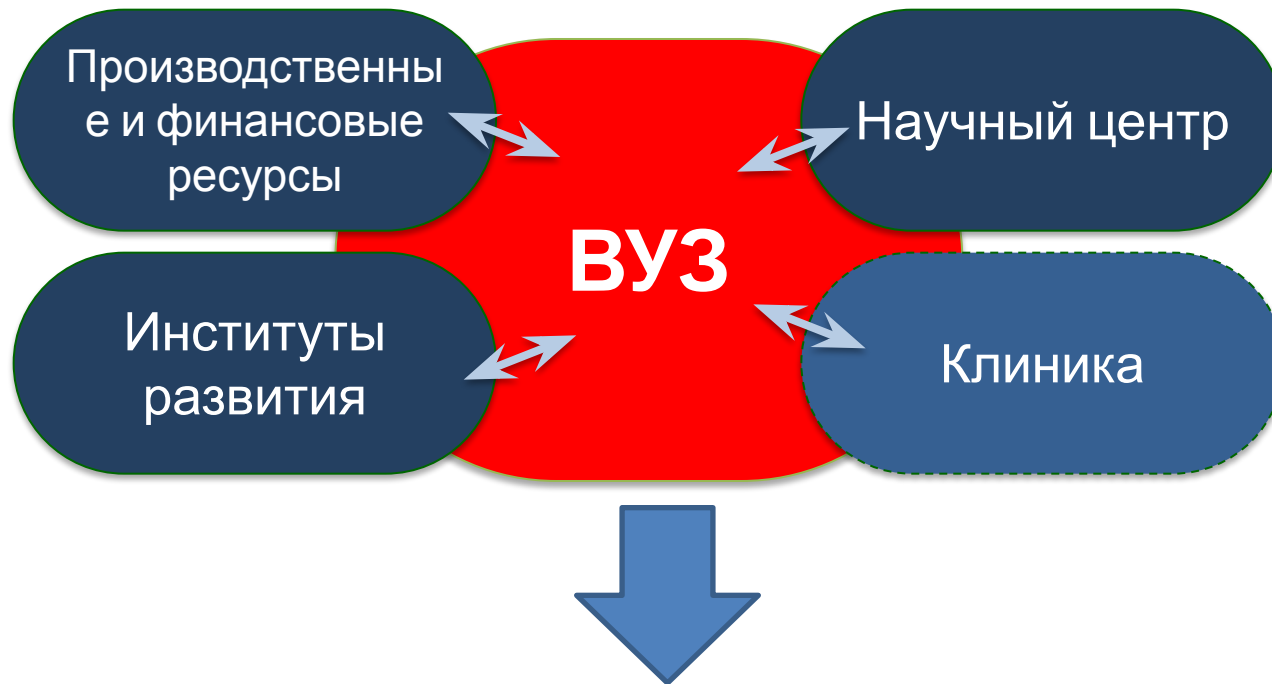 Производственны
е и финансовые
ресурсы
Научный центр
ВУЗ
Институты
развития
Клиника